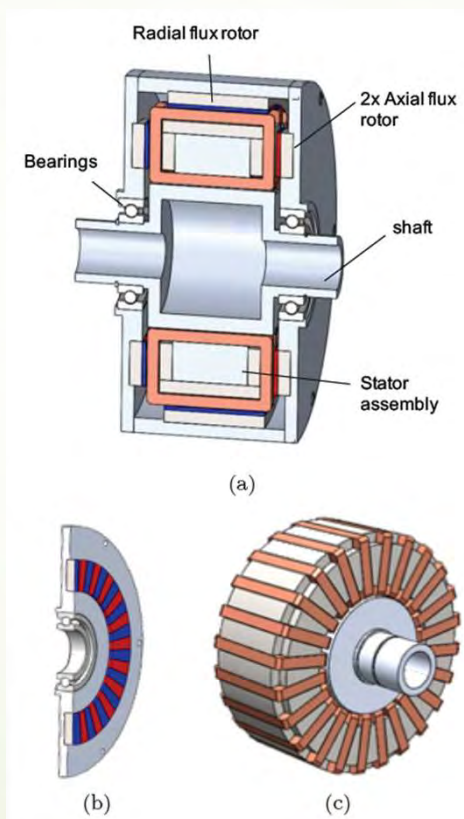 Radial flux rotor
2x Axial flux
rotor
Bearings
shaft
Stator
assembly
(a)
(b)
(c)